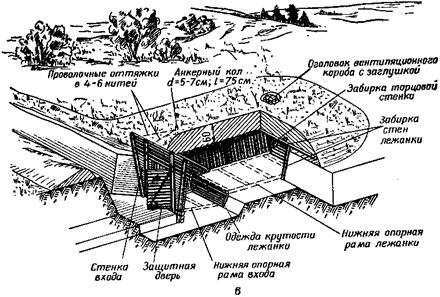 Проволочные оттяжки
в 4-6 нитей
Анкерный кол
d=5-7см; l=75см
Оголовок вентиляционного
короба с заглушкой
Забирка торцовой
стенки
Забирка
стен
лежанки
60
Нижняя опорная
рама лежанки
Одежда крутости
лежанки
Стенка
входа
Защитная
дверь
Нижняя опорная
рама входа
в